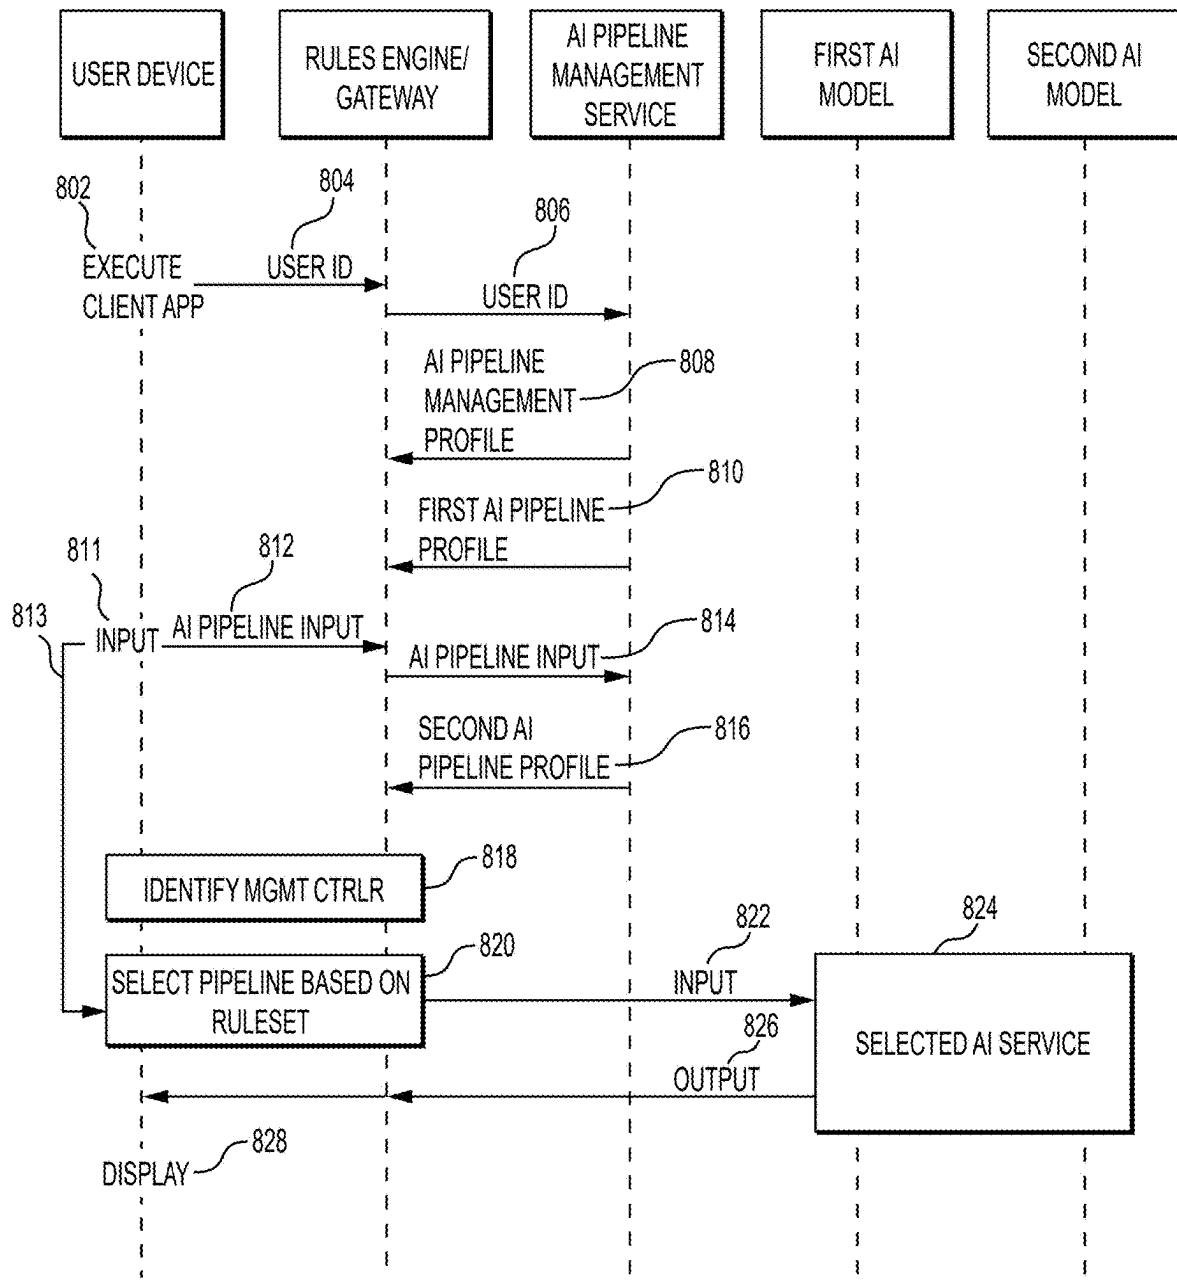 USER DEVICE
RULES ENGINE/
GATEWAY
AI PIPELINE
MANAGEMENT
SERVICE
FIRST AI
MODEL
SECOND AI
MODEL
802
804
806
EXECUTE
CLIENT APP
USER ID
USER ID
AI PIPELINE
MANAGEMENT
PROFILE
808
810
FIRST AI PIPELINE
PROFILE
811
812
813
INPUT
AI PIPELINE INPUT
814
AI PIPELINE INPUT
SECOND AI
PIPELINE PROFILE
816
IDENTIFY MGMT CTRLR
818
820
SELECT PIPELINE BASED ON
RULESET
822
INPUT
824
SELECTED AI SERVICE
826
OUTPUT
828
DISPLAY